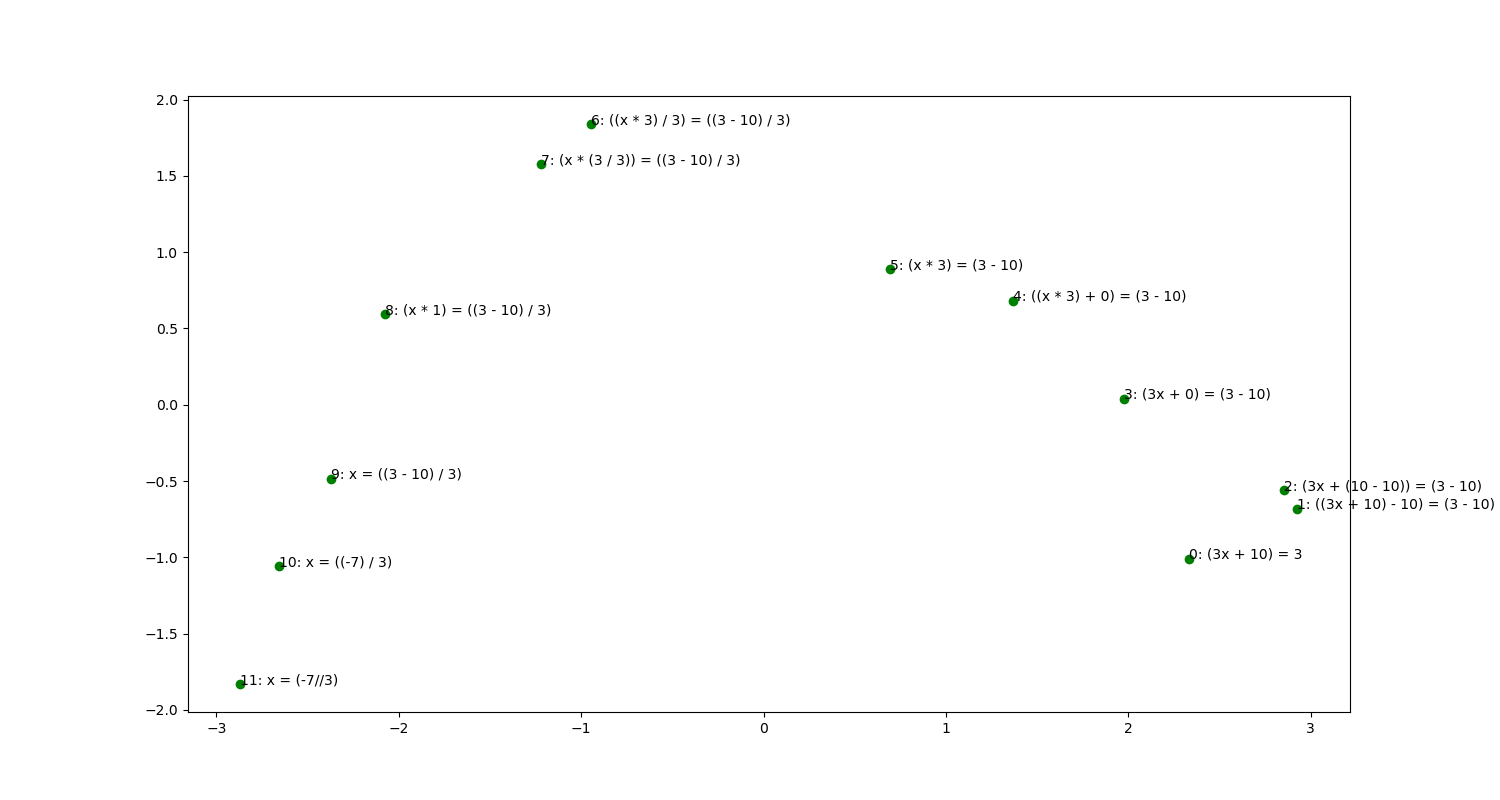 2.0
6: ((x * 3) / 3) = ((3 - 10) / 3)
7: (x * (3 / 3)) = ((3 - 10) / 3)
1.5
1.0
5: (x * 3) = (3 - 10)
4: ((x * 3) + 0) = (3 - 10)
8: (x * 1) = ((3 - 10) / 3)
0.5
0.0
3: (3x + 0) = (3 - 10)
9: x = ((3 - 10) / 3)
−0.5
2: (3x + (10 - 10)) = (3 - 10)
1: ((3x + 10) - 10) = (3 - 10)
0: (3x + 10) = 3
−1.0
10: x = ((-7) / 3)
−1.5
11: x = (-7//3)
−2.0
−3 −2 −1 0 1 2 3